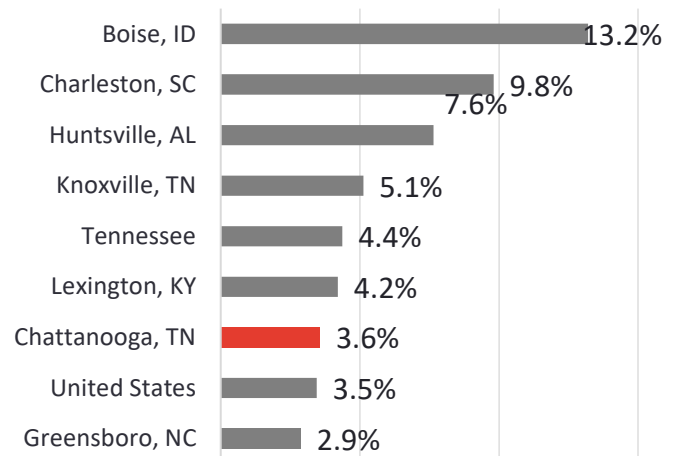 Boise, ID 13.2%
Charleston, SC 9.8%
7.6%
Huntsville, AL
Knoxville, TN 5.1%
Tennessee 4.4%
Lexington, KY 4.2%
Chattanooga, TN 3.6%
United States 3.5%
Greensboro, NC 2.9%